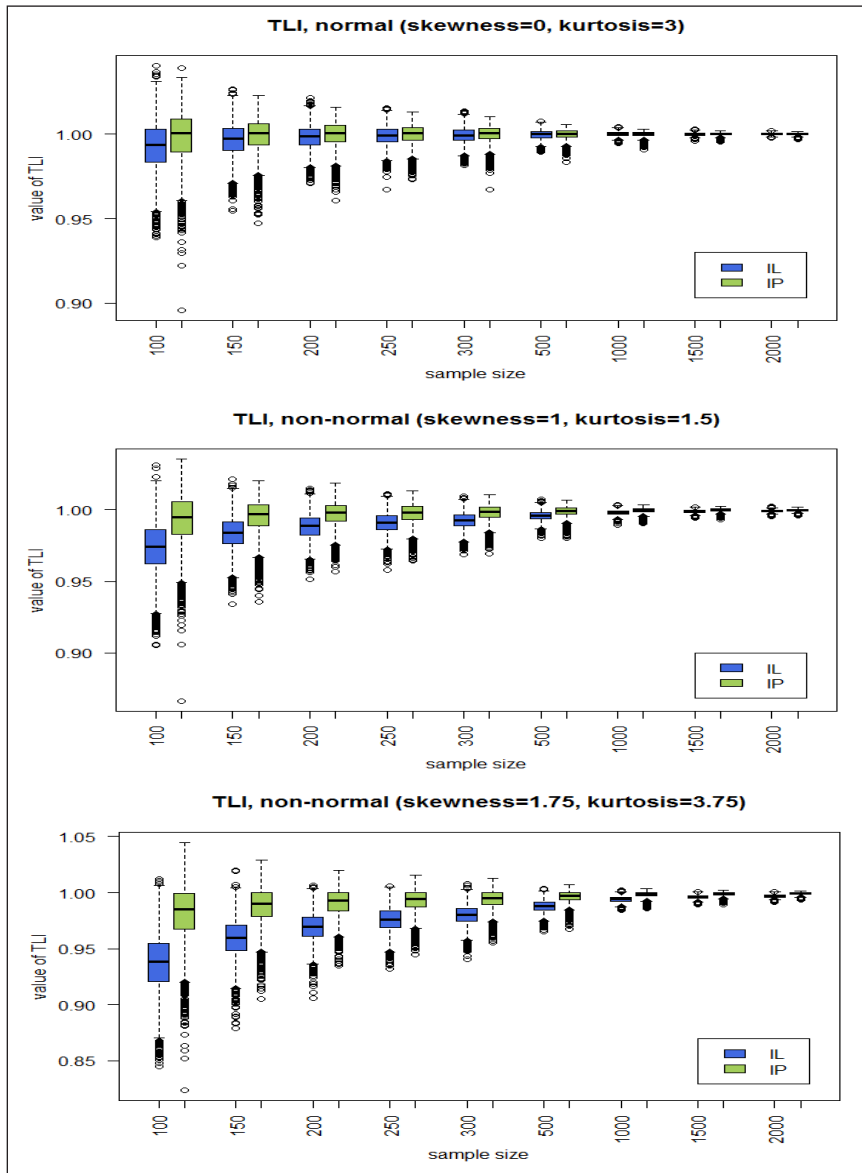 TLI, normal (skewness=0, kurtosis=3)
value of TLI
1.00
0.95
0.90
IL
IP
100
150
200
250
300
500
1000
1500
2000
sample size
TLI, non-normal (skewness=1, kurtosis=1.5)
value of TLI
1.00
0.95
0.90
IL
IP
100
150
200
250
300
500
1000
1500
2000
sample size
TLI, non-normal (skewness=1.75, kurtosis=3.75)
value of TLI
1.05
1.00
0.95
0.90
0.85
IL
IP
100
150
200
250
300
500
1000
1500
2000
sample size